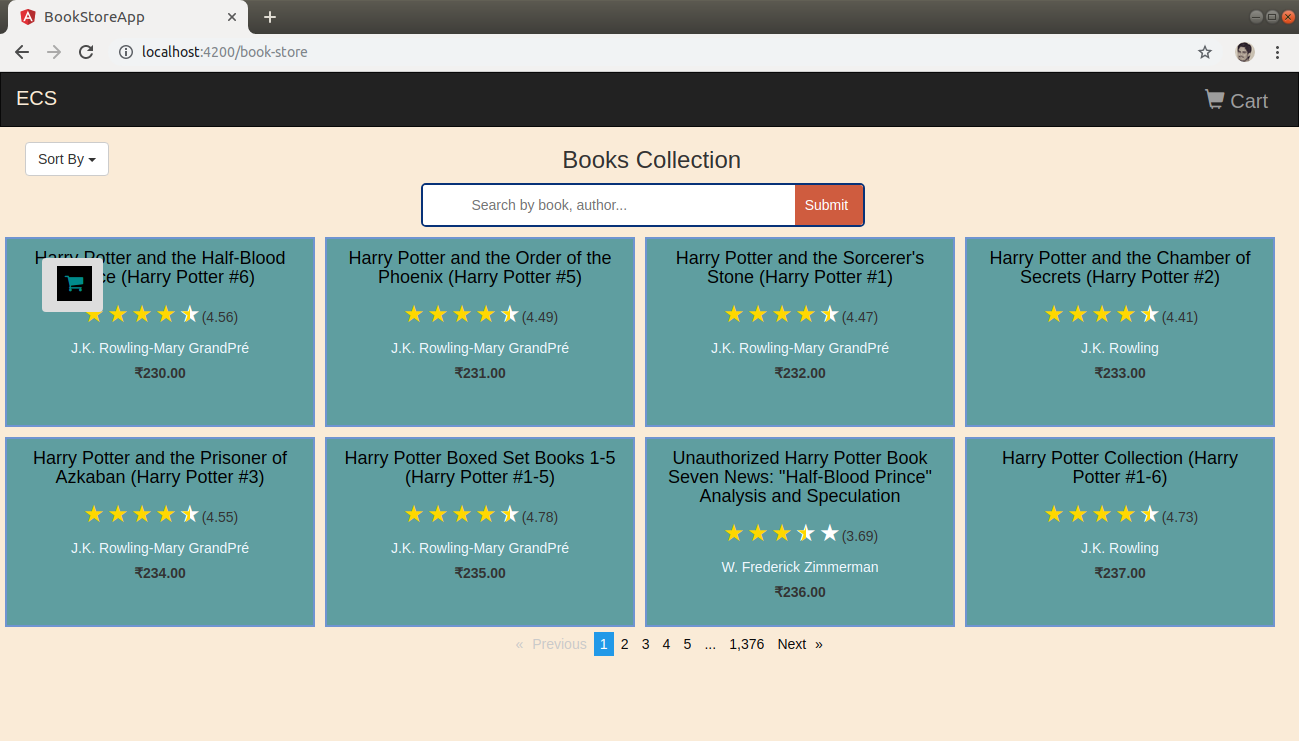 BookStoreApp
localhost:4200/book-store
ECS
Cart
Sort By
Books Collection
Search by book, author...
Submit
Harry Potter and the Half-Blood
ce (Harry Potter #6)
(4.56)
J.K. Rowling-Mary GrandPré
₹230.00
Harry Potter and the Order of the
Phoenix (Harry Potter #5)
(4.49)
J.K. Rowling-Mary GrandPré
₹231.00
Harry Potter and the Sorcerer's
Stone (Harry Potter #1)
(4.47)
J.K. Rowling-Mary GrandPré
₹232.00
Harry Potter and the Chamber of
Secrets (Harry Potter #2)
(4.41)
J.K. Rowling
₹233.00
Harry Potter and the Prisoner of
Azkaban (Harry Potter #3)
(4.55)
J.K. Rowling-Mary GrandPré
₹234.00
Harry Potter Boxed Set Books 1-5
(Harry Potter #1-5)
(4.78)
J.K. Rowling-Mary GrandPré
₹235.00
Unauthorized Harry Potter Book
Seven News: "Half-Blood Prince"
Analysis and Speculation
(3.69)
W. Frederick Zimmerman
₹236.00
Harry Potter Collection (Harry
Potter #1-6)
(4.73)
J.K. Rowling
₹237.00
« Previous 1 2 3 4 5 ... 1,376 Next »